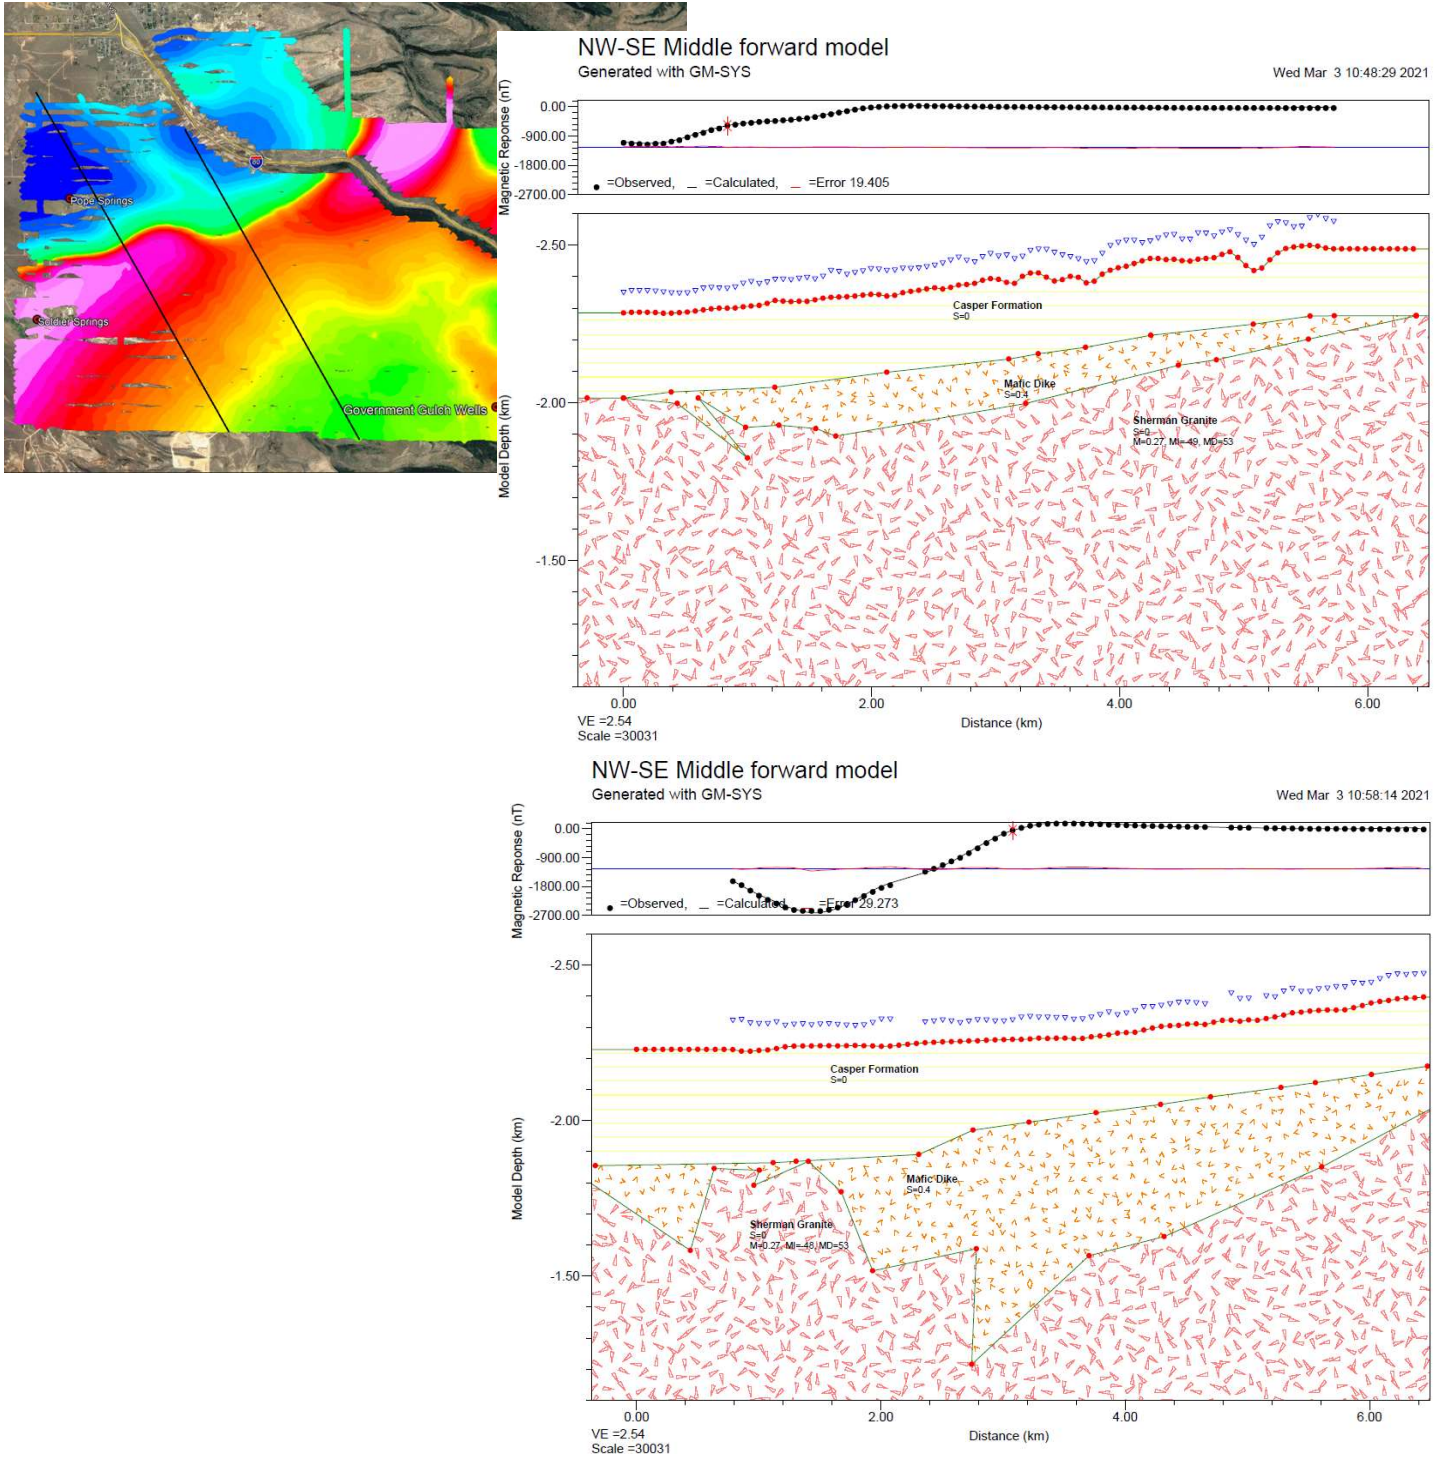 80
Pope Springs
Soldier Springs
Government Gulch Wells
NW-SE Middle forward model
Generated with GM-SYS
Wed Mar 3 10:48:29 2021
Magnetic Reponse (nT)
0.00
-900.00
-1800.00
-2700.00
=Observed, =Calculated, =Error 19.405
Model Depth (km)
-2.50
-2.00
-1.50
Casper Formation
S=0
Mafic Dike
S=0.4
Sherman Granite
S=0
M=0.27, MI=-49, MD=53
0.00 2.00 4.00 6.00
Distance (km)
VE =2.54
Scale =30031
NW-SE Middle forward model
Generated with GM-SYS
Wed Mar 3 10:58:14 2021
Magnetic Reponse (nT)
0.00
-900.00
-1800.00
-2700.00
=Observed, =Calculated, =Error 29.273
Model Depth (km)
-2.50
-2.00
-1.50
Casper Formation
S=0
Mafic Dike
S=0.4
Sherman Granite
S=0
M=0.27, MI=-48, MD=53
0.00 2.00 4.00 6.00
Distance (km)
VE =2.54
Scale =30031